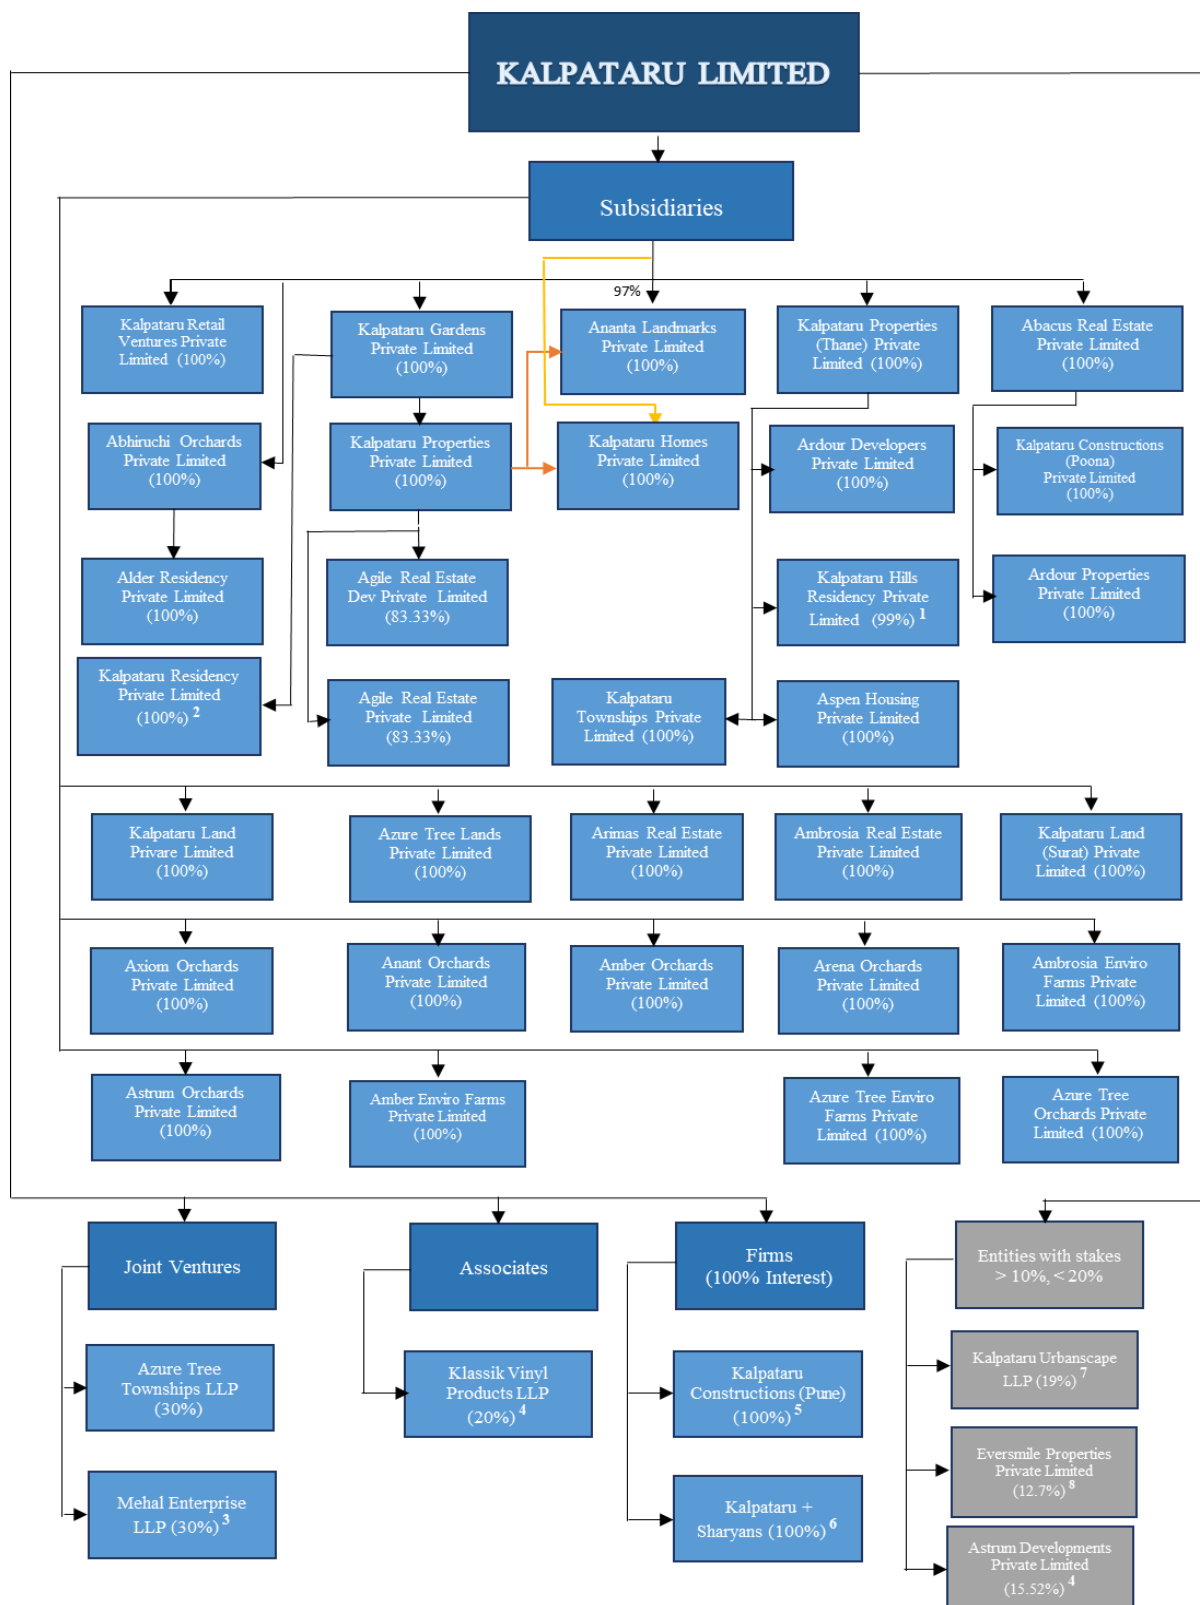 KALPATARU LIMITED
Subsidiaries
97%
Kalpataru Retail
Ventures Private
Limited (100%)
Kalpataru Gardens
Private Limited
(100%)
Ananta Landmarks
Private Limited
(100%)
Kalpataru Properties
(Thane) Private
Limited (100%)
Abacus Real Estate
Private Limited
(100%)
Abhiruchi Orchards
Private Limited
(100%)
Kalpataru Properties
Private Limited
(100%)
Kalpataru Homes
Private Limited
(100%)
Ardour Developers
Private Limited
(100%)
Kalpataru Constructions
(Poona)
Private Limited
(100%)
Alder Residency
Private Limited
(100%)
Agile Real Estate
Dev Private Limited
(83.33%)
Kalpataru Hills
Residency Private
Limited (99%) 1
Ardour Properties
Private Limited
(100%)
Kalpataru Residency
Private Limited
(100%) 2
Agile Real Estate
Private Limited
(83.33%)
Kalpataru
Townships Private
Limited (100%)
Aspen Housing
Private Limited
(100%)
Kalpataru Land
Privare Limited
(100%)
Azure Tree Lands
Private Limited
(100%)
Arimas Real Estate
Private Limited
(100%)
Ambrosia Real Estate
Private Limited
(100%)
Kalpataru Land
(Surat) Private
Limited (100%)
Axiom Orchards
Private Limited
(100%)
Anant Orchards
Private Limited
(100%)
Amber Orchards
Private Limited
(100%)
Arena Orchards
Private Limited
(100%)
Ambrosia Enviro
Farms Private
Limited (100%)
Astrum Orchards
Private Limited
(100%)
Amber Enviro Farms
Private Limited
(100%)
Azure Tree Enviro
Farms Private
Limited (100%)
Azure Tree
Orchards Private
Limited (100%)
Joint Ventures
Associates
Firms
(100% Interest)
Entities with stakes
> 10%, < 20%
Azure Tree
Townships LLP
(30%)
Klassik Vinyl
Products LLP
(20%) 4
Kalpataru
Constructions (Pune)
(100%) 5
Kalpataru Urbanscape
LLP (19%) 7
Mehal Enterprise
LLP (30%) 3
Kalpataru +
Sharyans (100%) 6
Eversmile Properties
Private Limited
(12.7%) 8
Astrum Developments
Private Limited
(15.52%) 4